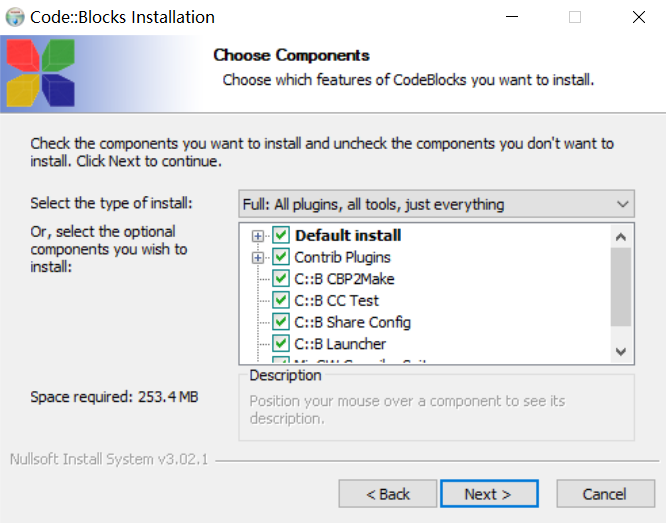 Code::Blocks Installation
Choose Components
Choose which features of CodeBlocks you want to install.
Check the components you want to install and uncheck the components you don't want to
install. Click Next to continue.
Select the type of install:
Full: All plugins, all tools, just everything
Or, select the optional
components you wish to
install:
Default install
Contrib Plugins
C::B CBP2Make
C::B CC Test
C::B Share Config
C::B Launcher
Space required: 253.4 MB
Description
Position your mouse over a component to see its
description.
Nullsoft Install System v3.02.1
< Back
Next >
Cancel